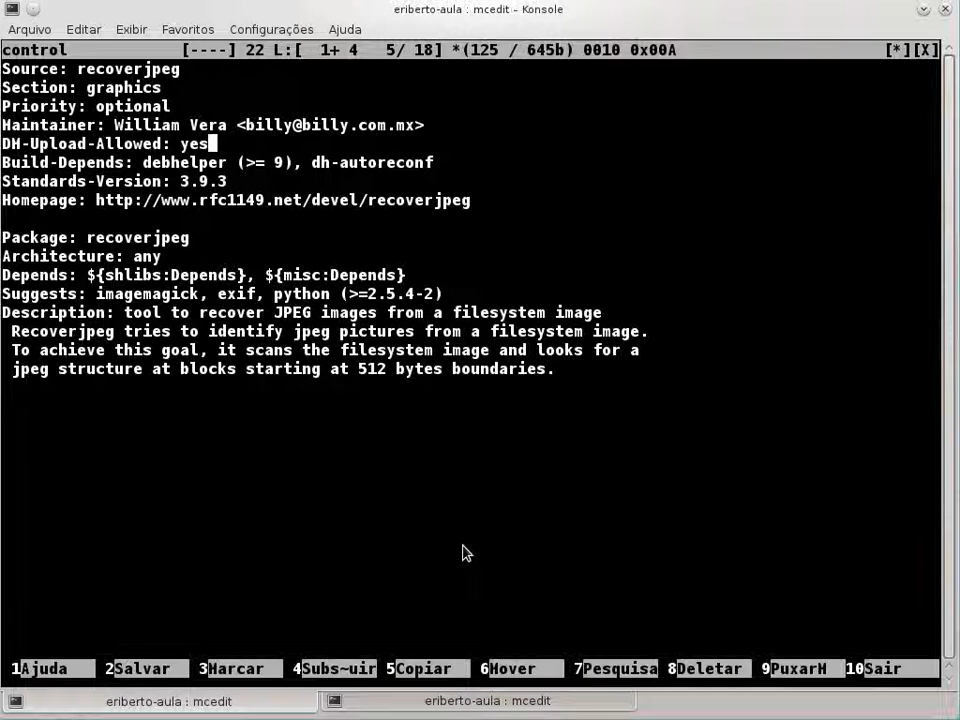 eriberto-aula : mcedit – Konsole
Arquivo Editar Exibir Favoritos Configurações Ajuda
control [----] 22 L:[ 1+ 4 5/ 18] *(125 / 645b) 0010 0x00A [*][X]
Source: recoverjpeg
Section: graphics
Priority: optional
Maintainer: William Vera <billy@billy.com.mx>
DM-Upload-Allowed: yes
Build-Depends: debhelper (>= 9), dh-autoreconf
Standards-Version: 3.9.3
Homepage: http://www.rfc1149.net/devel/recoverjpeg
Package: recoverjpeg
Architecture: any
Depends: ${shlibs:Depends}, ${misc:Depends}
Suggests: imagemagick, exif, python (>=2.5.4-2)
Description: tool to recover JPEG images from a filesystem image
Recoverjpeg tries to identify jpeg pictures from a filesystem image.
To achieve this goal, it scans the filesystem image and looks for a
jpeg structure at blocks starting at 512 bytes boundaries.
1Ajuda 2Salvar 3Marcar 4Subs~uir 5Copiar 6Mover 7Pesquisa 8Deletar 9PuxarM 10Sair
eriberto-aula : mcedit eriberto-aula : mcedit